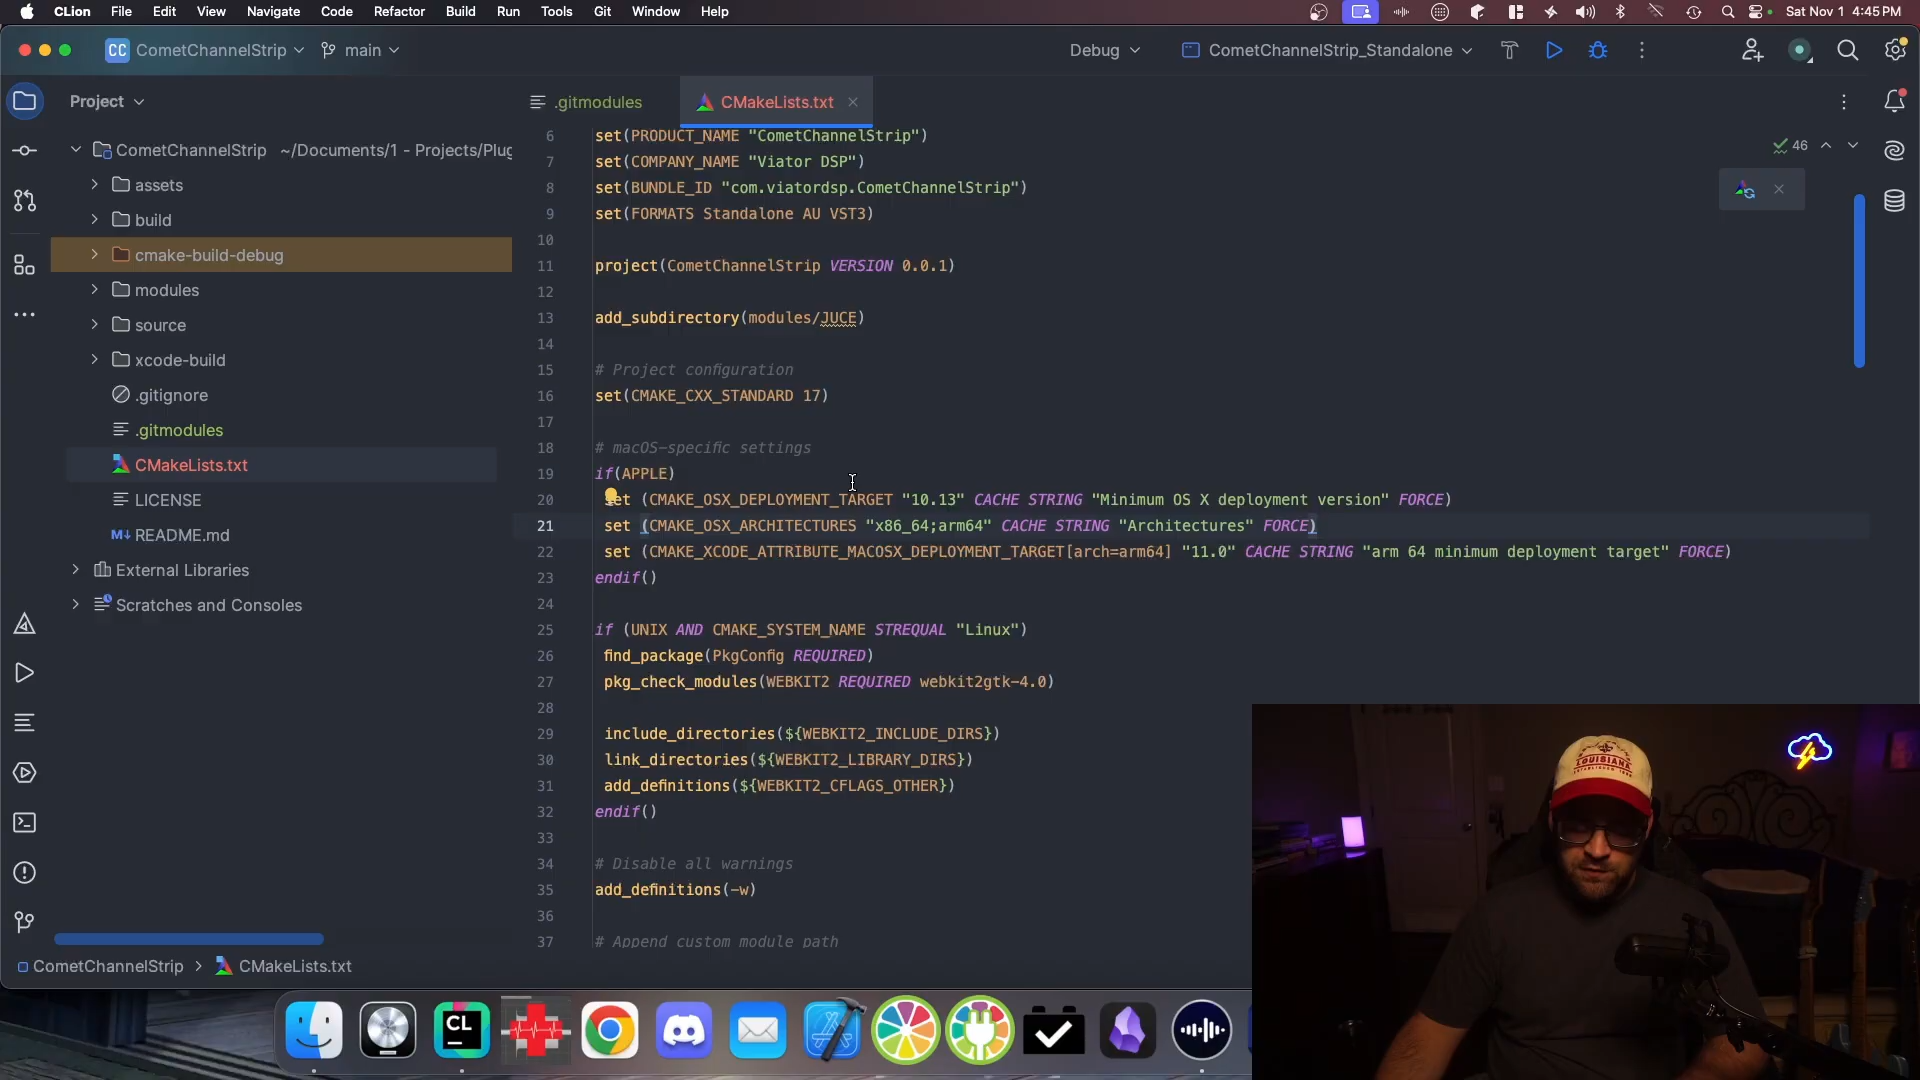 CLion File Edit View Navigate Code Refactor Build Run Tools Git Window Help Sat Nov 1 4:45 PM
CC CometChannelStrip main Debug CometChannelStrip_Standalone
Project
CometChannelStrip ~/Documents/1 - Projects/Plug
assets
build
cmake-build-debug
modules
source
xcode-build
.gitignore
.gitmodules
CMakeLists.txt
LICENSE
M↓ README.md
External Libraries
Scratches and Consoles
.gitmodules CMakeLists.txt
46
6 set(PRODUCT_NAME "CometChannelStrip")
7 set(COMPANY_NAME "Viator DSP")
8 set(BUNDLE_ID "com.viatordsp.CometChannelStrip")
9 set(FORMATS Standalone AU VST3)
10
11 project(CometChannelStrip VERSION 0.0.1)
12
13 add_subdirectory(modules/JUCE)
14
15 # Project configuration
16 set(CMAKE_CXX_STANDARD 17)
17
18 # macOS-specific settings
19 if(APPLE)
20 set (CMAKE_OSX_DEPLOYMENT_TARGET "10.13" CACHE STRING "Minimum OS X deployment version" FORCE)
21 set (CMAKE_OSX_ARCHITECTURES "x86_64;arm64" CACHE STRING "Architectures" FORCE)
22 set (CMAKE_XCODE_ATTRIBUTE_MACOSX_DEPLOYMENT_TARGET[arch=arm64] "11.0" CACHE STRING "arm 64 minimum deployment target" FORCE)
23 endif()
24
25 if (UNIX AND CMAKE_SYSTEM_NAME STREQUAL "Linux")
26 find_package(PkgConfig REQUIRED)
27 pkg_check_modules(WEBKIT2 REQUIRED webkit2gtk-4.0)
28
29 include_directories(${WEBKIT2_INCLUDE_DIRS})
30 link_directories(${WEBKIT2_LIBRARY_DIRS})
31 add_definitions(${WEBKIT2_CFLAGS_OTHER})
32 endif()
33
34 # Disable all warnings
35 add_definitions(-w)
36
37 # Append custom module path
CometChannelStrip > CMakeLists.txt
CL
LOUISIANA